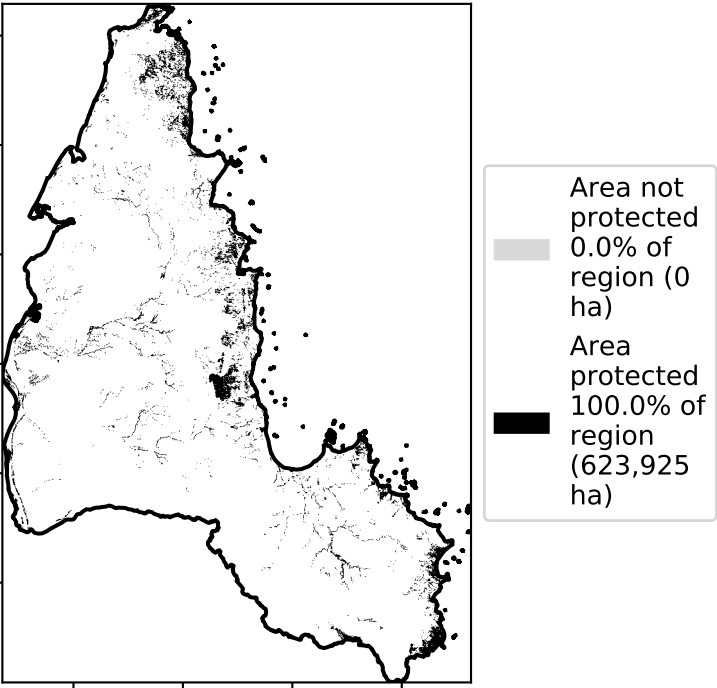 Area not
protected
0.0% of
region (0
ha)
Area
protected
100.0% of
region
(623,925
ha)